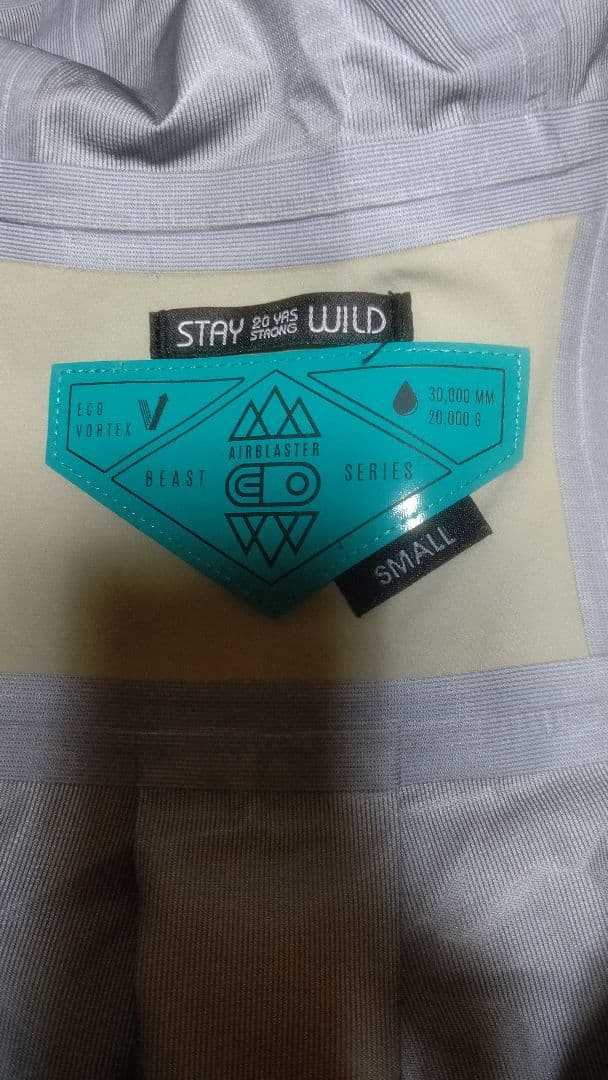 STAY 20 YRS STRONG WILD
ECO VORTEX
30,000 MM
20,000 G
AIRBLASTER
BEAST SERIES
SMALL